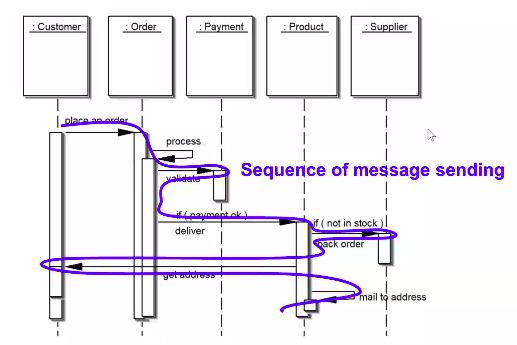 : Customer
: Order
: Payment
: Product
: Supplier
place an order
process
validate
Sequence of message sending
if ( payment ok )
deliver
if ( not in stock )
back order
get address
mail to address